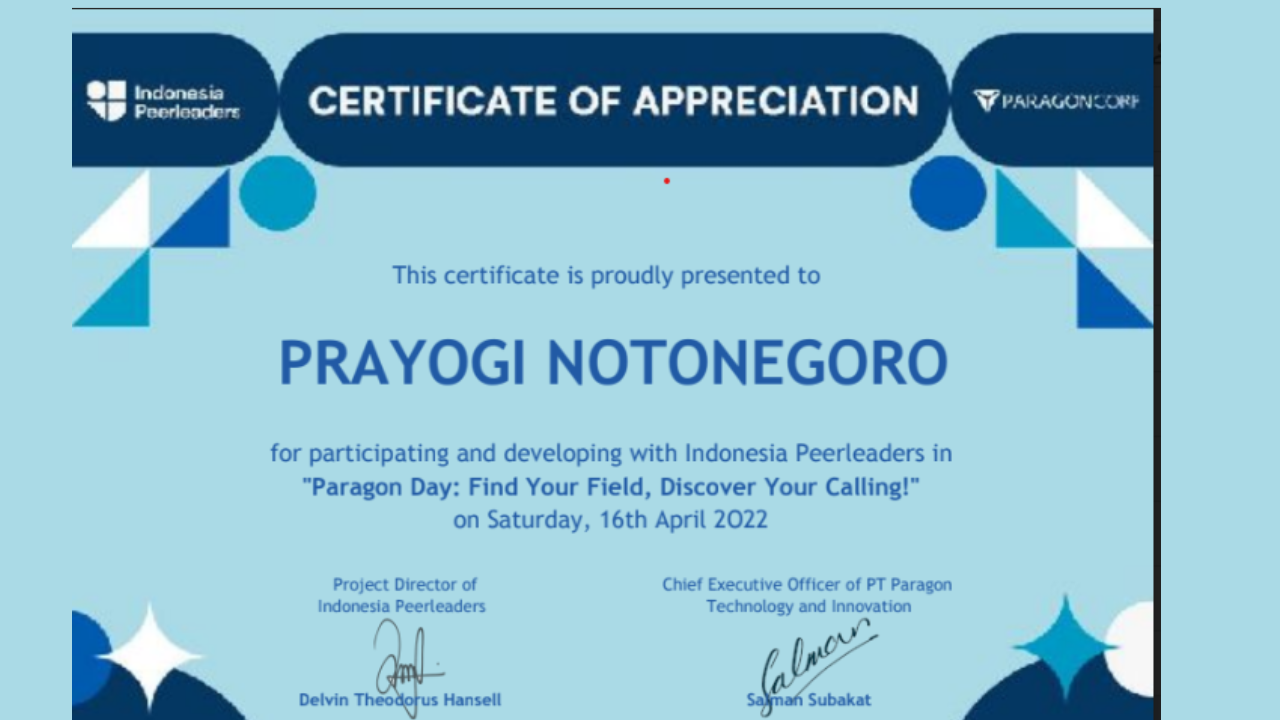 Indonesia
Peerleaders
CERTIFICATE OF APPRECIATION
PARAGONCORP
This certificate is proudly presented to
PRAYOGI NOTONEGORO
for participating and developing with Indonesia Peerleaders in
"Paragon Day: Find Your Field, Discover Your Calling!"
on Saturday, 16th April 2022
Project Director of
Indonesia Peerleaders
Chief Executive Officer of PT Paragon
Technology and Innovation
Salman
Delvin Theodorus Hansell
Salman Subakat